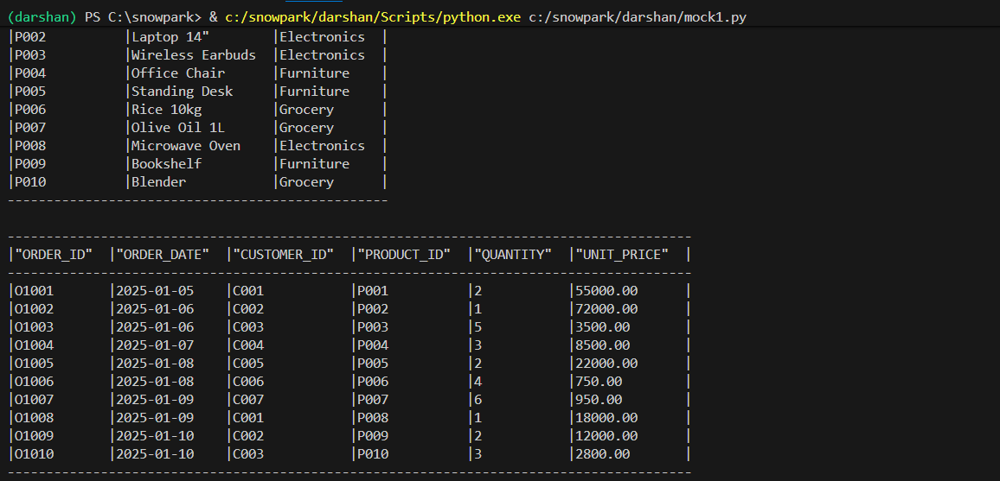 (darshan) PS C:\snowpark> & c:/snowpark/darshan/Scripts/python.exe c:/snowpark/darshan/mock1.py
|P002          |Laptop 14"        |Electronics  |
|P003          |Wireless Earbuds  |Electronics  |
|P004          |Office Chair      |Furniture    |
|P005          |Standing Desk     |Furniture    |
|P006          |Rice 10kg         |Grocery      |
|P007          |Olive Oil 1L      |Grocery      |
|P008          |Microwave Oven    |Electronics  |
|P009          |Bookshelf         |Furniture    |
|P010          |Blender           |Grocery      |
-------------------------------------------------

----------------------------------------------------------------------------------------
|"ORDER_ID"  |"ORDER_DATE"  |"CUSTOMER_ID"  |"PRODUCT_ID"  |"QUANTITY"  |"UNIT_PRICE"  |
----------------------------------------------------------------------------------------
|O1001       |2025-01-05    |C001           |P001          |2           |55000.00      |
|O1002       |2025-01-06    |C002           |P002          |1           |72000.00      |
|O1003       |2025-01-06    |C003           |P003          |5           |3500.00       |
|O1004       |2025-01-07    |C004           |P004          |3           |8500.00       |
|O1005       |2025-01-08    |C005           |P005          |2           |22000.00      |
|O1006       |2025-01-08    |C006           |P006          |4           |750.00        |
|O1007       |2025-01-09    |C007           |P007          |6           |950.00        |
|O1008       |2025-01-09    |C001           |P008          |1           |18000.00      |
|O1009       |2025-01-10    |C002           |P009          |2           |12000.00      |
|O1010       |2025-01-10    |C003           |P010          |3           |2800.00       |
----------------------------------------------------------------------------------------